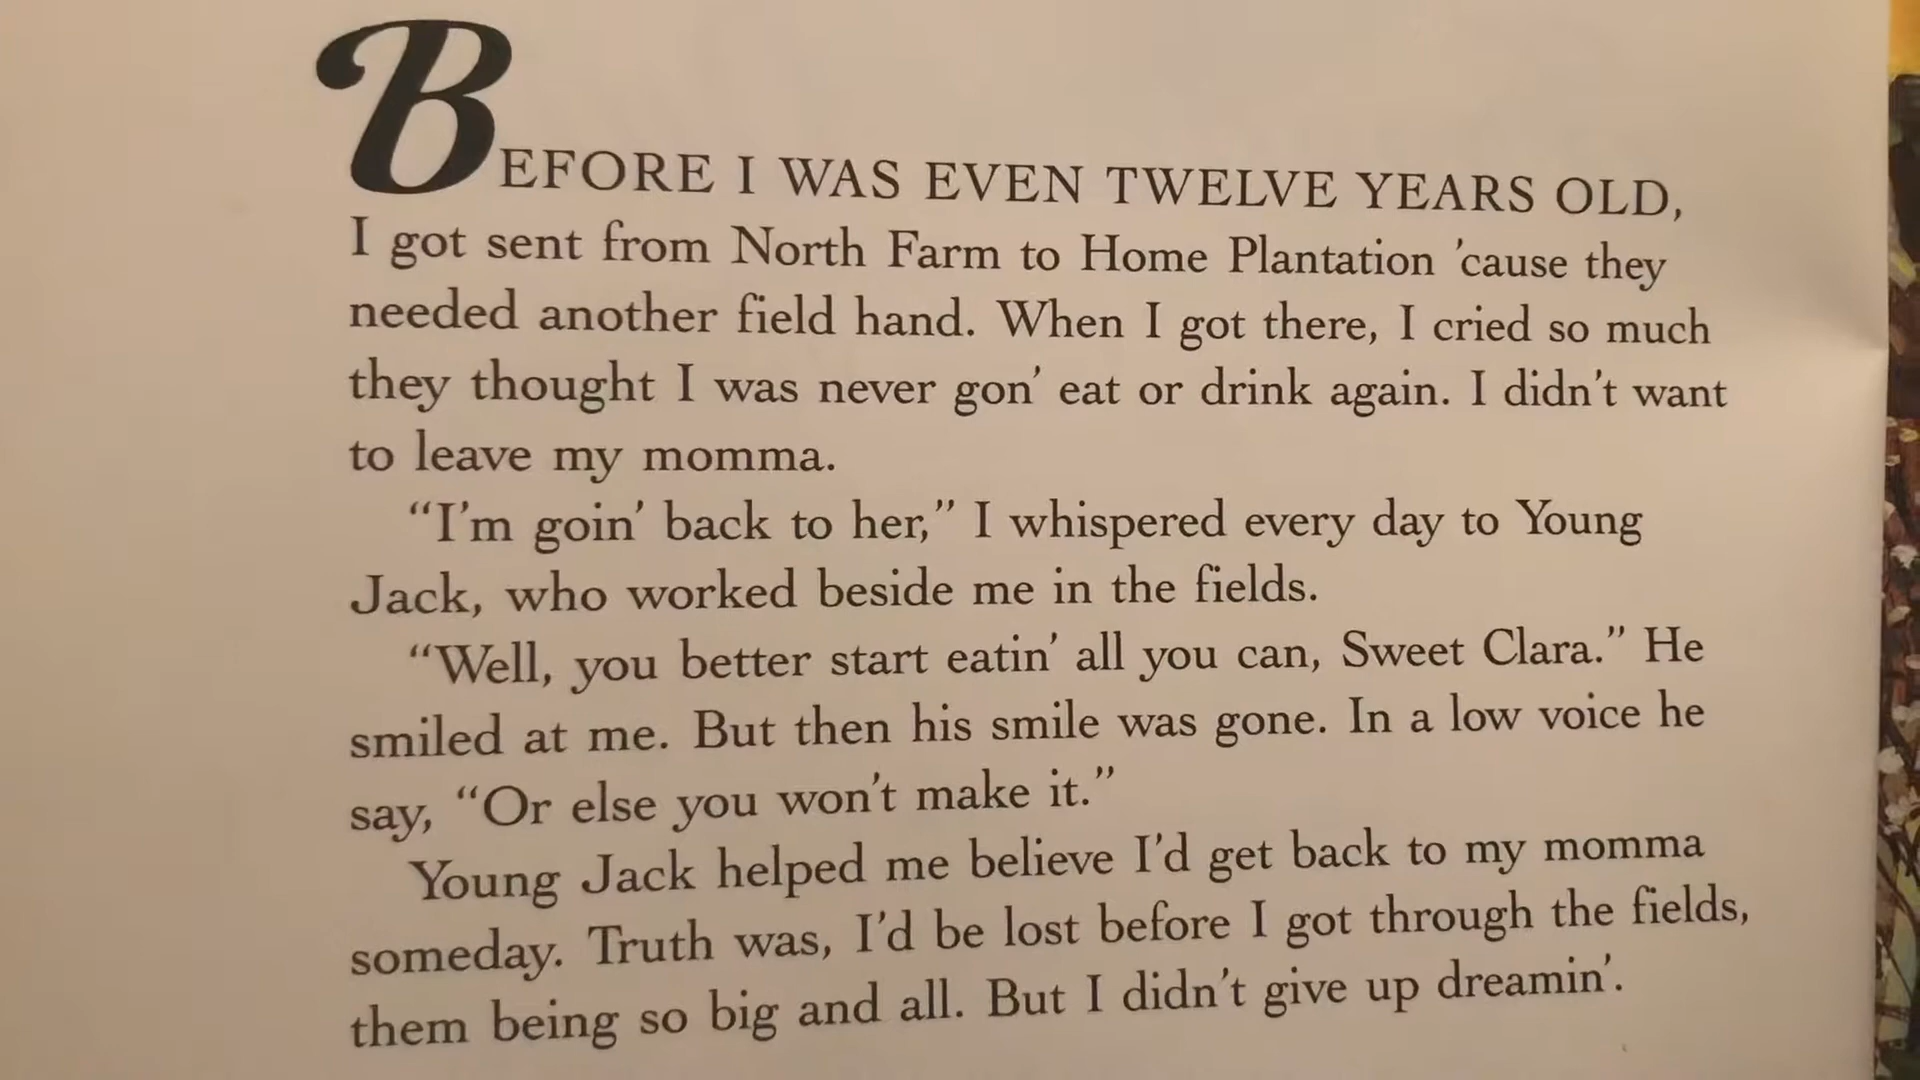 BEFORE I WAS EVEN TWELVE YEARS OLD,
I got sent from North Farm to Home Plantation ’cause they
needed another field hand. When I got there, I cried so much
they thought I was never gon’ eat or drink again. I didn’t want
to leave my momma.
“I’m goin’ back to her,” I whispered every day to Young
Jack, who worked beside me in the fields.
“Well, you better start eatin’ all you can, Sweet Clara.” He
smiled at me. But then his smile was gone. In a low voice he
say, “Or else you won’t make it.”
Young Jack helped me believe I’d get back to my momma
someday. Truth was, I’d be lost before I got through the fields,
them being so big and all. But I didn’t give up dreamin’.